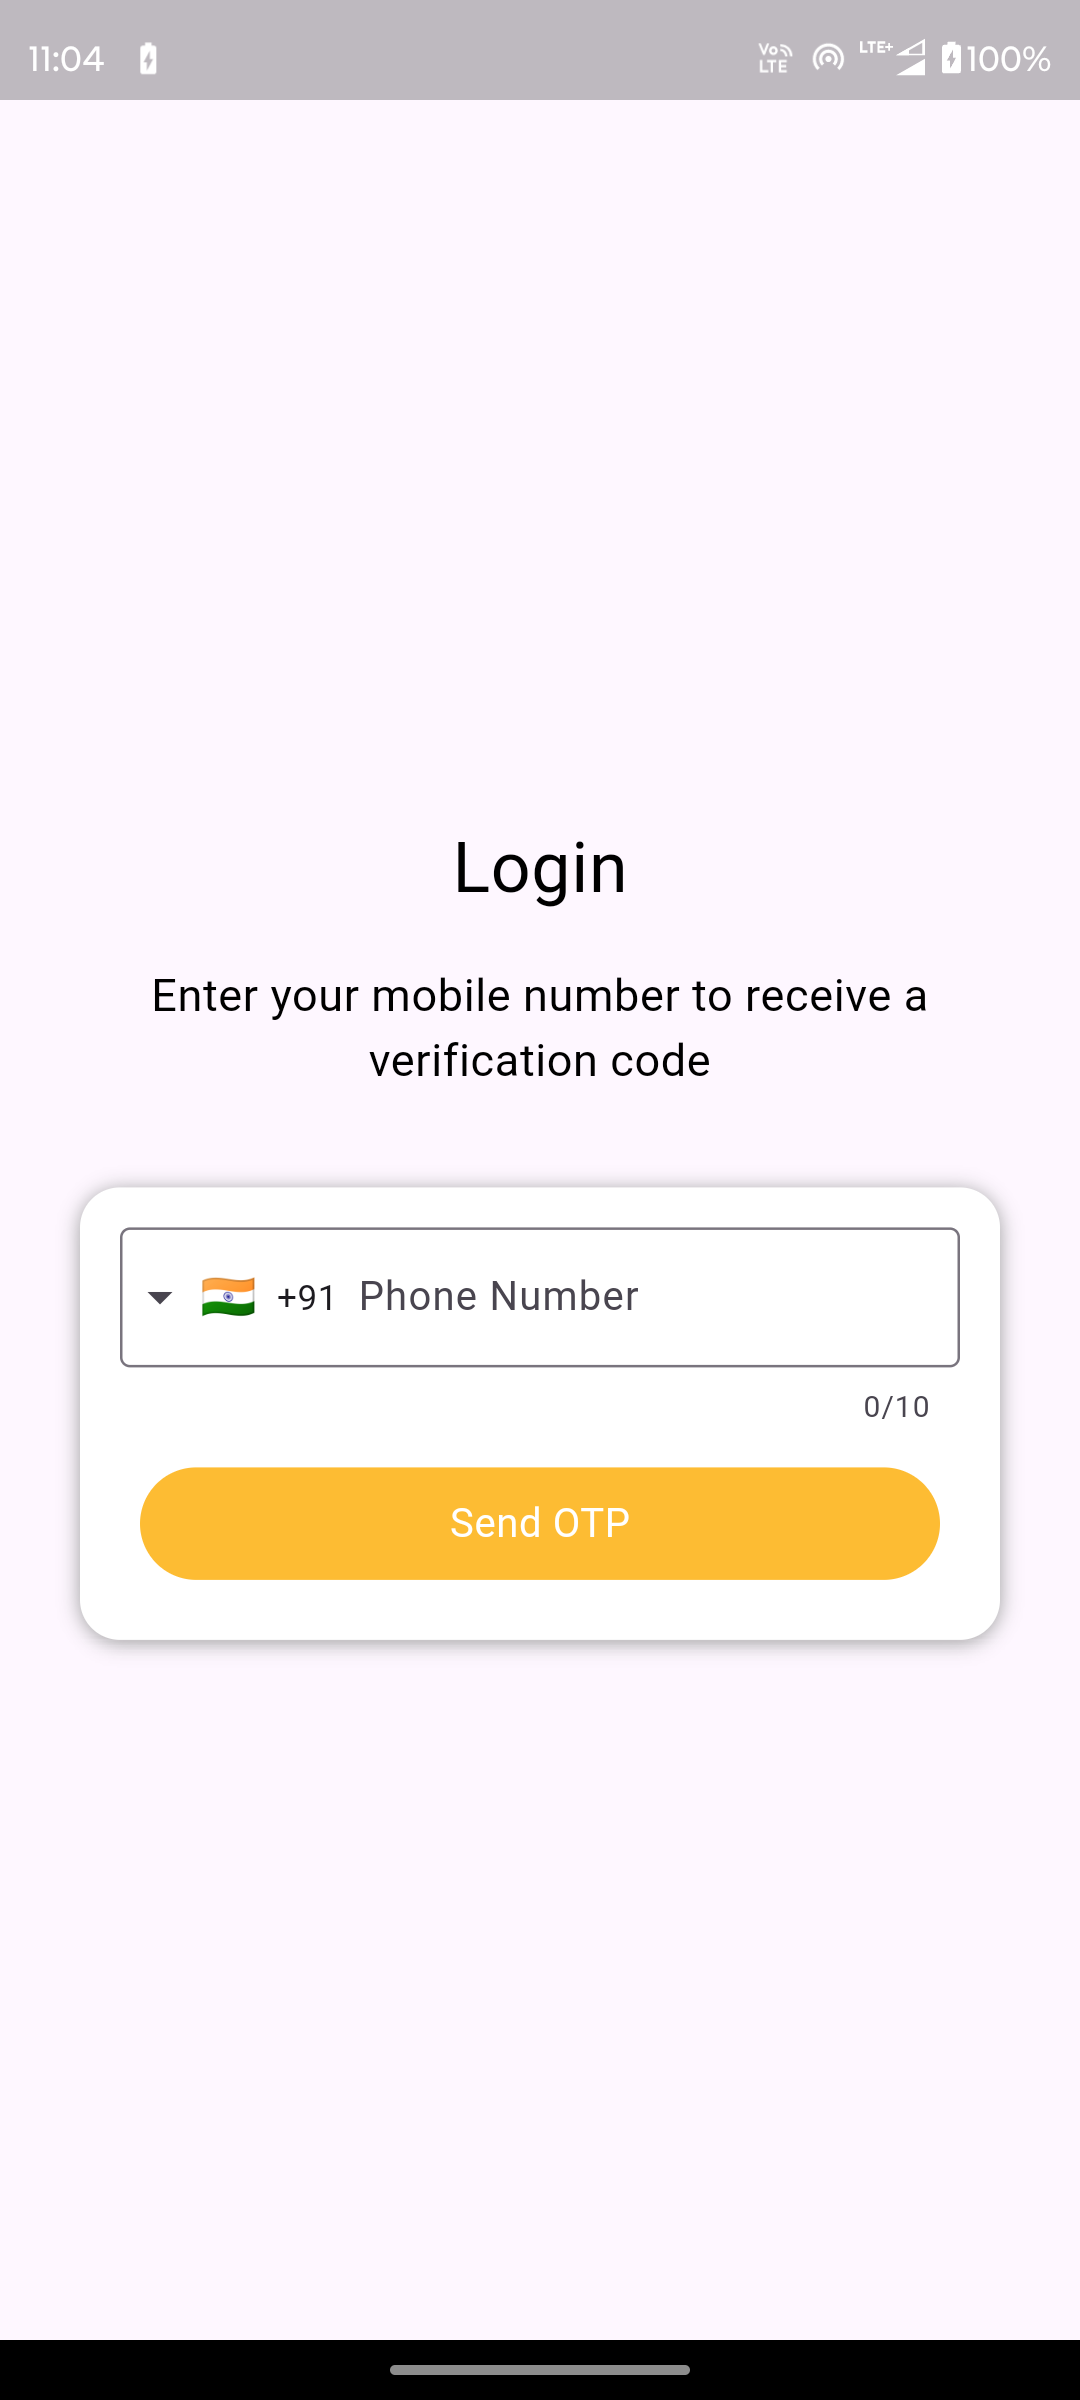 11:04
Vo LTE LTE+ 100%
Login
Enter your mobile number to receive a
verification code
+91 Phone Number
0/10
Send OTP